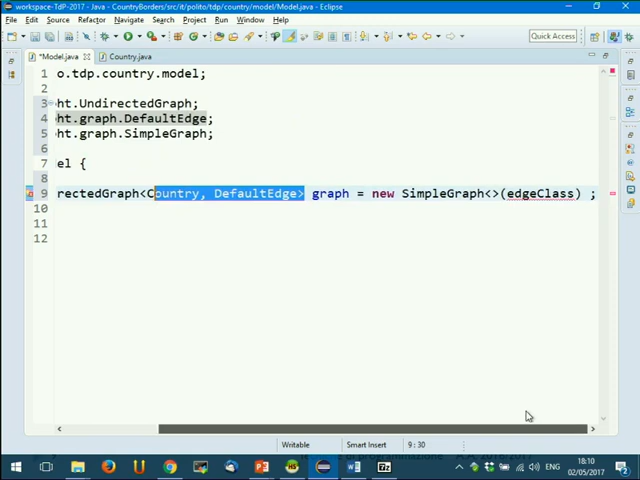 workspace-TdP-2017 - Java - CountryBorders/src/it/polito/tdp/country/model/Model.java - Eclipse
File Edit Source Refactor Navigate Search Project Run Window Help
Quick Access
*Model.java Country.java
1 o.tdp.country.model;
2
3 ht.UndirectedGraph;
4 ht.graph.DefaultEdge;
5 ht.graph.SimpleGraph;
6
7 el {
8
9 rectedGraph<Country, DefaultEdge> graph = new SimpleGraph<>(edgeClass) ;
10
11
12
Writable Smart Insert 9 : 30
ENG 18:10
02/05/2017